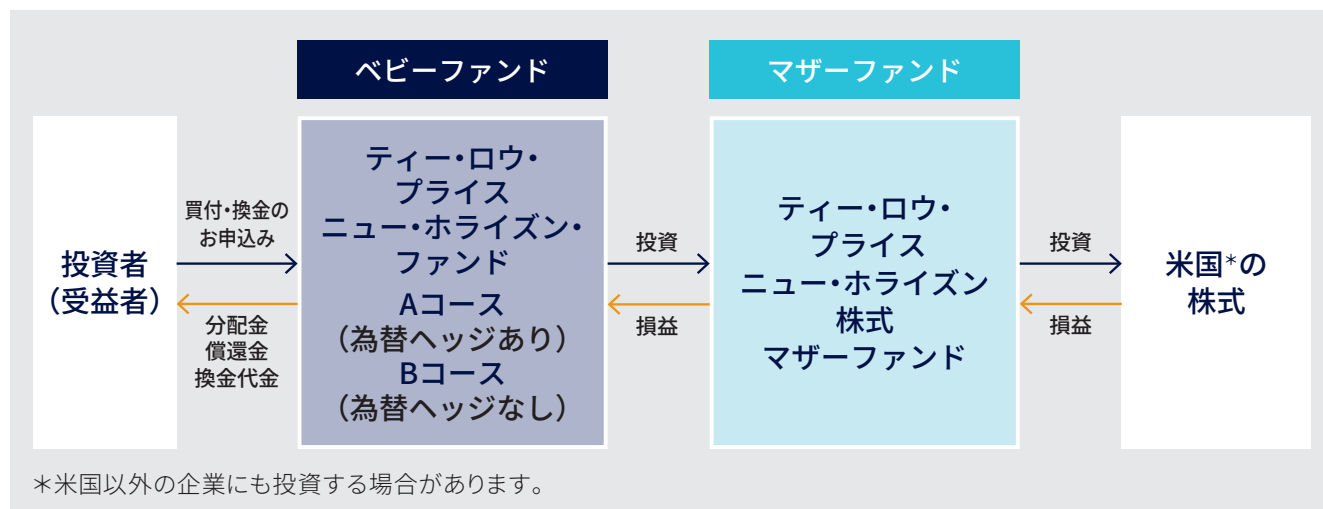 ベビーファンド
マザーファンド
投資者
（受益者）
買付・換金の
お申込み
分配金
償還金
換金代金
ティー・ロウ・
プライス
ニュー・ホライズン・
ファンド
Aコース
（為替ヘッジあり）
Bコース
（為替ヘッジなし）
投資
損益
ティー・ロウ・
プライス
ニュー・ホライズン
株式
マザーファンド
投資
損益
米国*の
株式
＊米国以外の企業にも投資する場合があります。